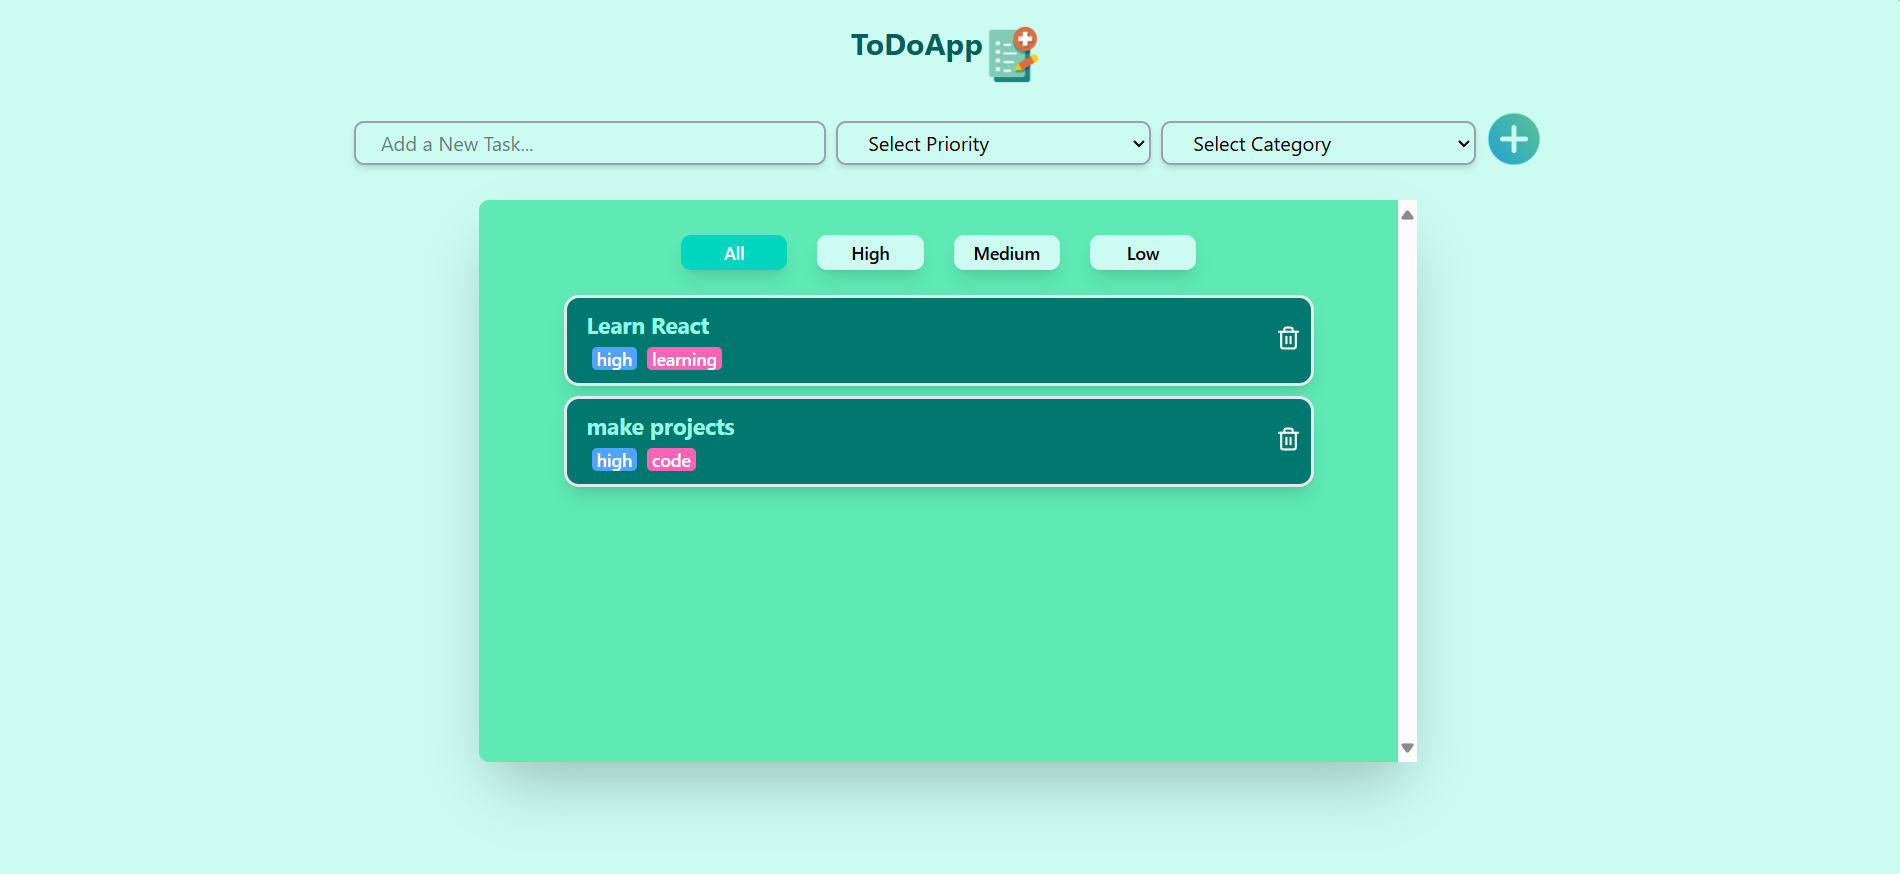 ToDoApp
Add a New Task... Select Priority Select Category
All High Medium Low
Learn React
high learning
make projects
high code